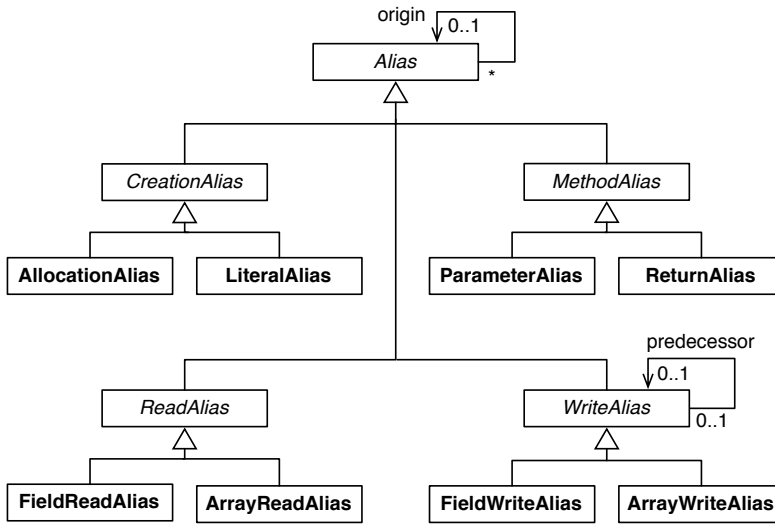 origin
0..1
Alias
*
CreationAlias
MethodAlias
AllocationAlias
LiteralAlias
ParameterAlias
ReturnAlias
predecessor
0..1
ReadAlias
WriteAlias
0..1
FieldReadAlias
ArrayReadAlias
FieldWriteAlias
ArrayWriteAlias